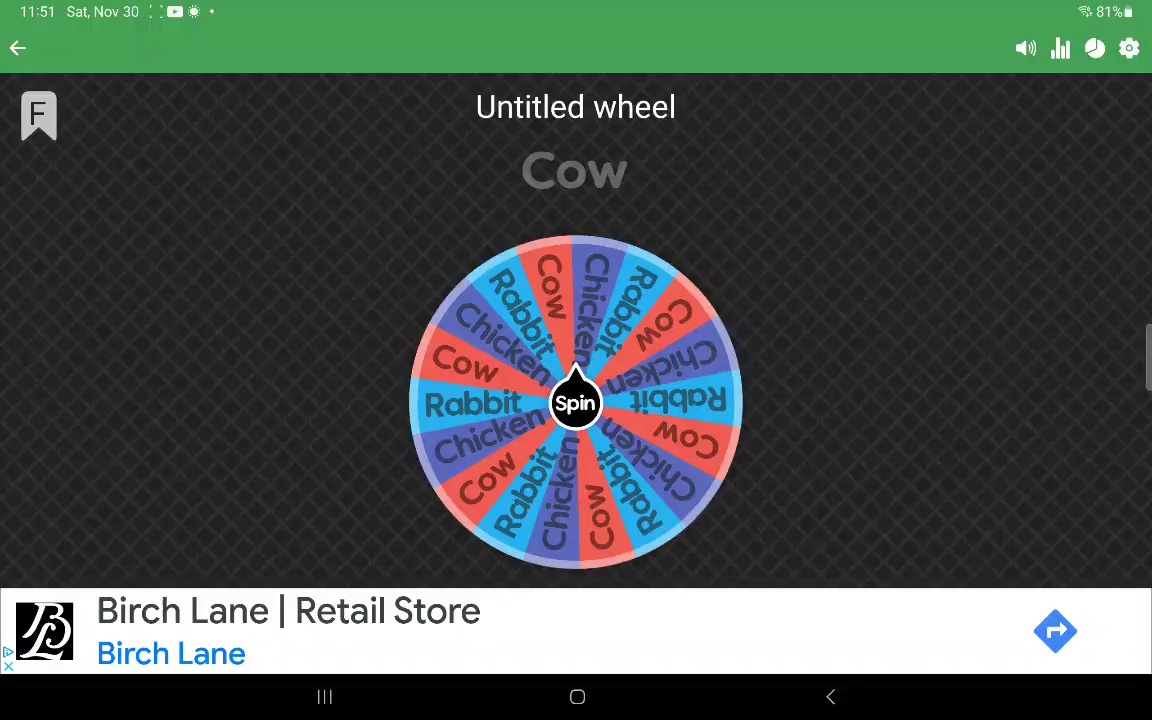 11:51 Sat, Nov 30
81%
F
Untitled wheel
Cow
Chicken
Rabbit
Cow
Chicken
Rabbit
Cow
Chicken
Rabbit
Cow
Chicken
Rabbit
Cow
Chicken
Rabbit
Cow
Chicken
Rabbit
Cow
Spin
Birch Lane | Retail Store
Birch Lane
BL